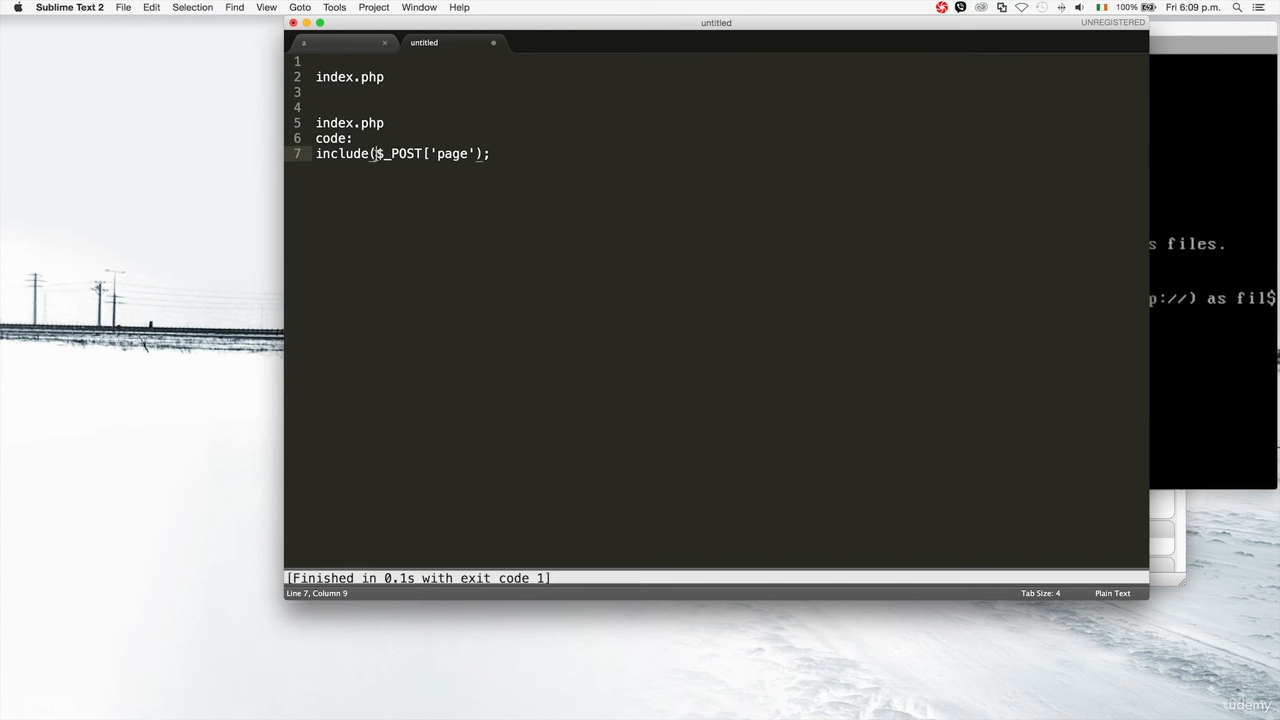 Sublime Text 2 File Edit Selection Find View Goto Tools Project Window Help 100% Fri 6:09 p.m.
untitled UNREGISTERED
a × untitled
1
2 index.php
3
4
5 index.php
6 code:
7 include($_POST['page');
s files.
p://) as fil$
[Finished in 0.1s with exit code 1]
Line 7, Column 9 Tab Size: 4 Plain Text
udemy